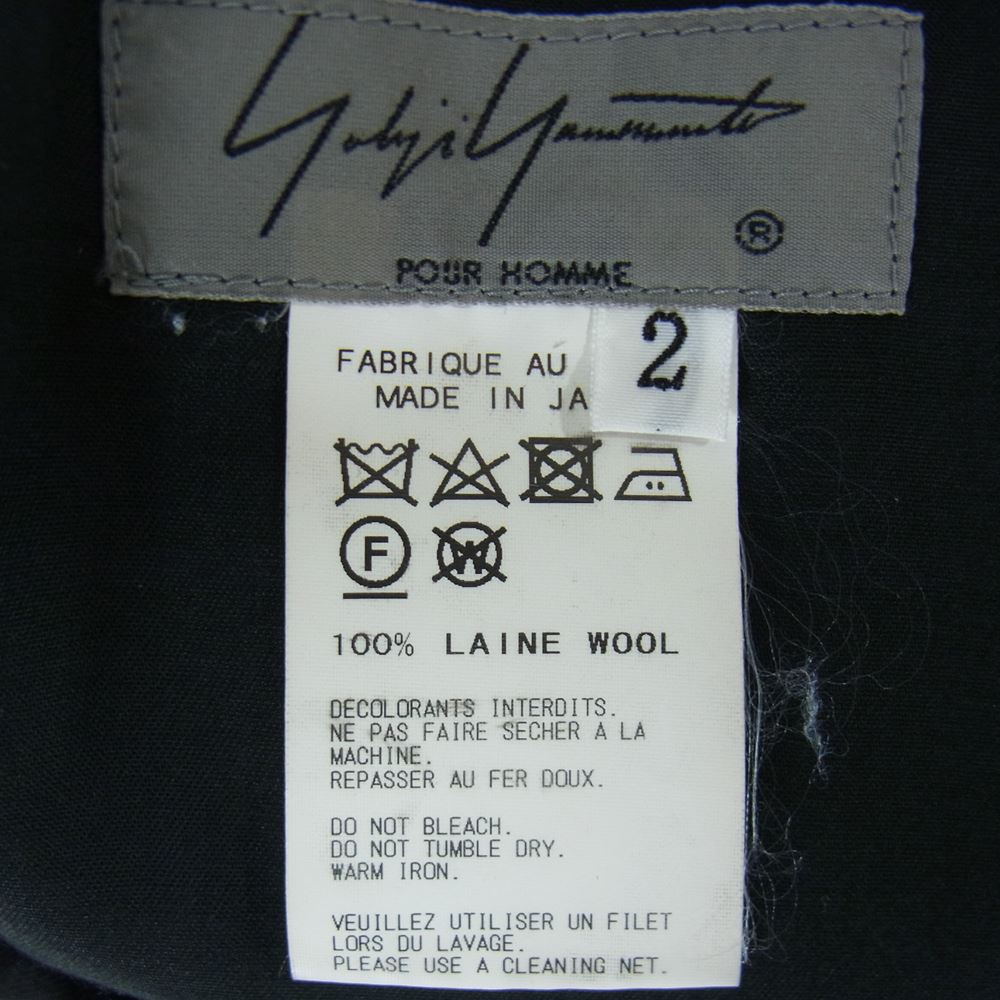 Yohji Yamamoto
®
POUR HOMME
2
FABRIQUE AU
MADE IN JA
F
W
100% LAINE WOOL
DECOLORANTS INTERDITS.
NE PAS FAIRE SECHER A LA
MACHINE.
REPASSER AU FER DOUX.
DO NOT BLEACH.
DO NOT TUMBLE DRY.
WARM IRON.
VEUILLEZ UTILISER UN FILET
LORS DU LAVAGE.
PLEASE USE A CLEANING NET.